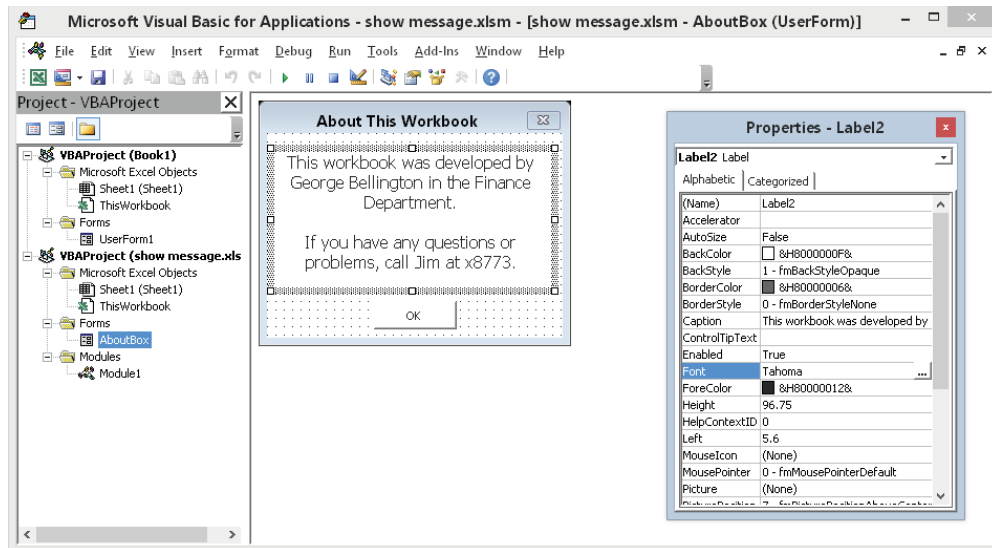 Microsoft Visual Basic for Applications - show message.xlsm - [show message.xlsm - AboutBox (UserForm)]
File Edit View Insert Format Debug Run Tools Add-Ins Window Help
Project - VBAProject
VBAProject (Book1)
Microsoft Excel Objects
Sheet1 (Sheet1)
ThisWorkbook
Forms
UserForm1
VBAProject (show message.xls
Microsoft Excel Objects
Sheet1 (Sheet1)
ThisWorkbook
Forms
AboutBox
Modules
Module1
About This Workbook
This workbook was developed by
George Bellington in the Finance
Department.
If you have any questions or
problems, call Jim at x8773.
OK
Properties - Label2
Label2 Label
Alphabetic Categorized
(Name) Label2
Accelerator
AutoSize False
BackColor &H8000000F&
BackStyle 1 - fmBackStyleOpaque
BorderColor &H80000006&
BorderStyle 0 - fmBorderStyleNone
Caption This workbook was developed by
ControlTipText
Enabled True
Font Tahoma ...
ForeColor &H80000012&
Height 96.75
HelpContextID 0
Left 5.6
MouseIcon (None)
MousePointer 0 - fmMousePointerDefault
Picture (None)